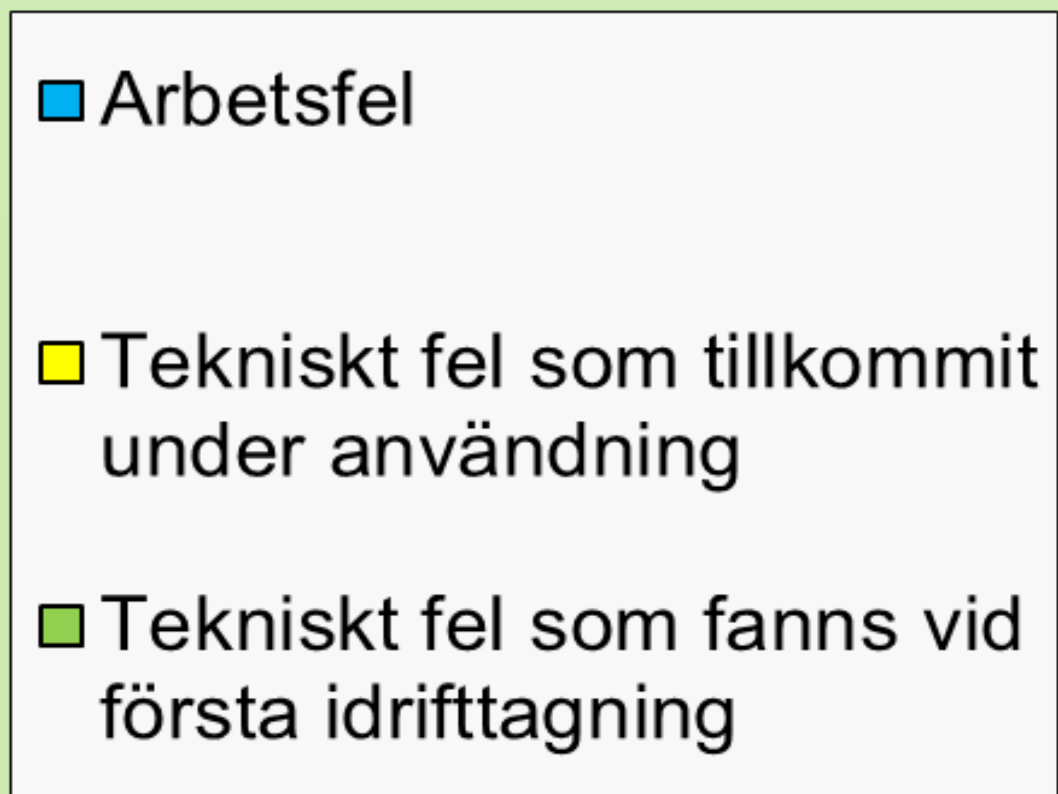 Arbetsfel
Tekniskt fel som tillkommit
under användning
Tekniskt fel som fanns vid
första idrifttagning